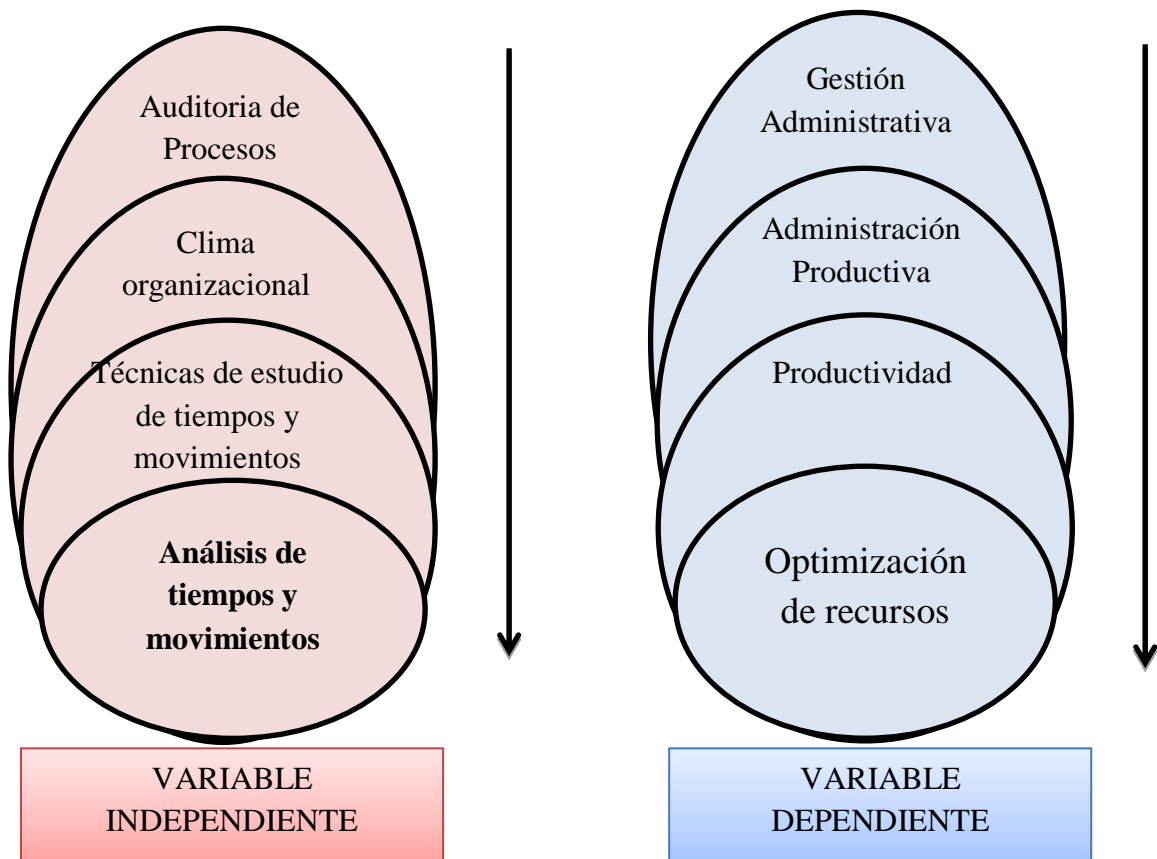 Auditoria de
Procesos
Clima
organizacional
Técnicas de estudio
de tiempos y
movimientos
Análisis de
tiempos y
movimientos
VARIABLE
INDEPENDIENTE
Gestión
Administrativa
Administración
Productiva
Productividad
Optimización
de recursos
VARIABLE
DEPENDIENTE